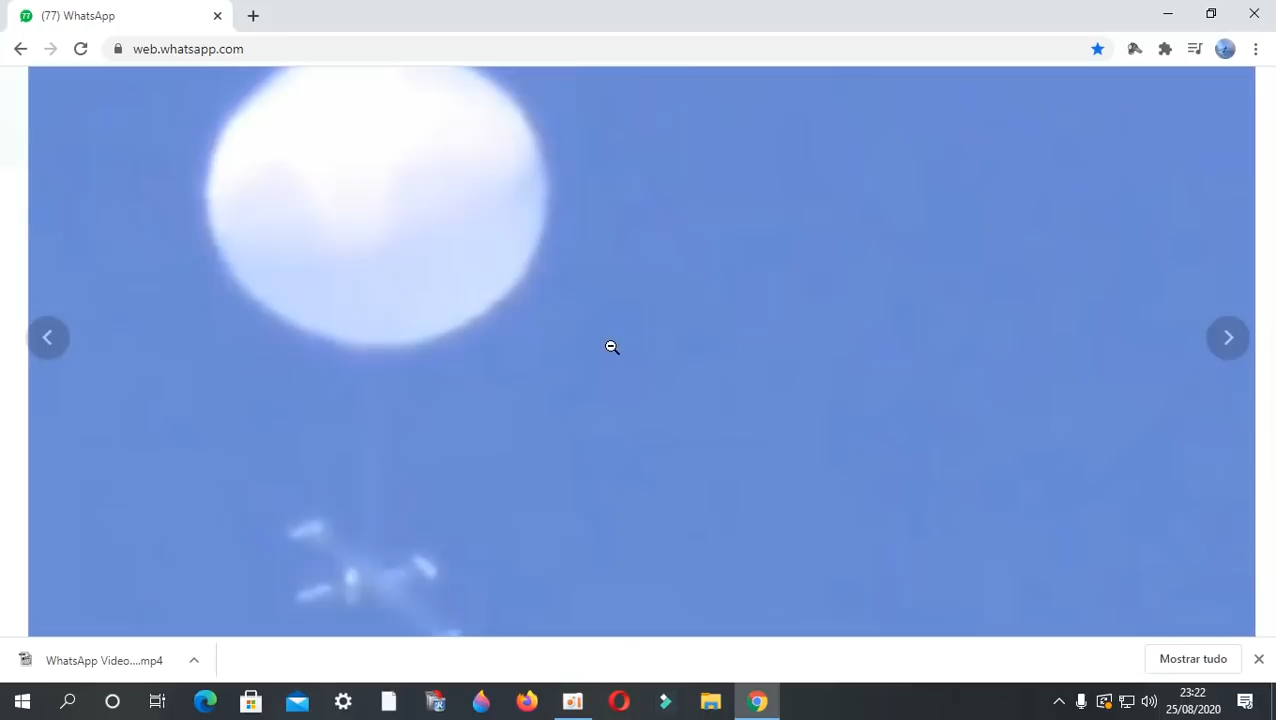 (77) WhatsApp
web.whatsapp.com
WhatsApp Video....mp4
Mostrar tudo
23:22
25/08/2020